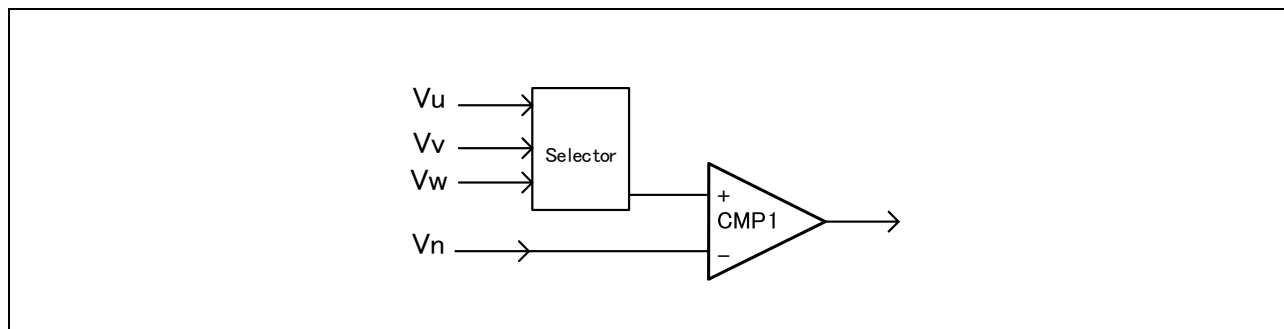 Vu
Vv
Selector
Vw
+
CMP1
Vn
−